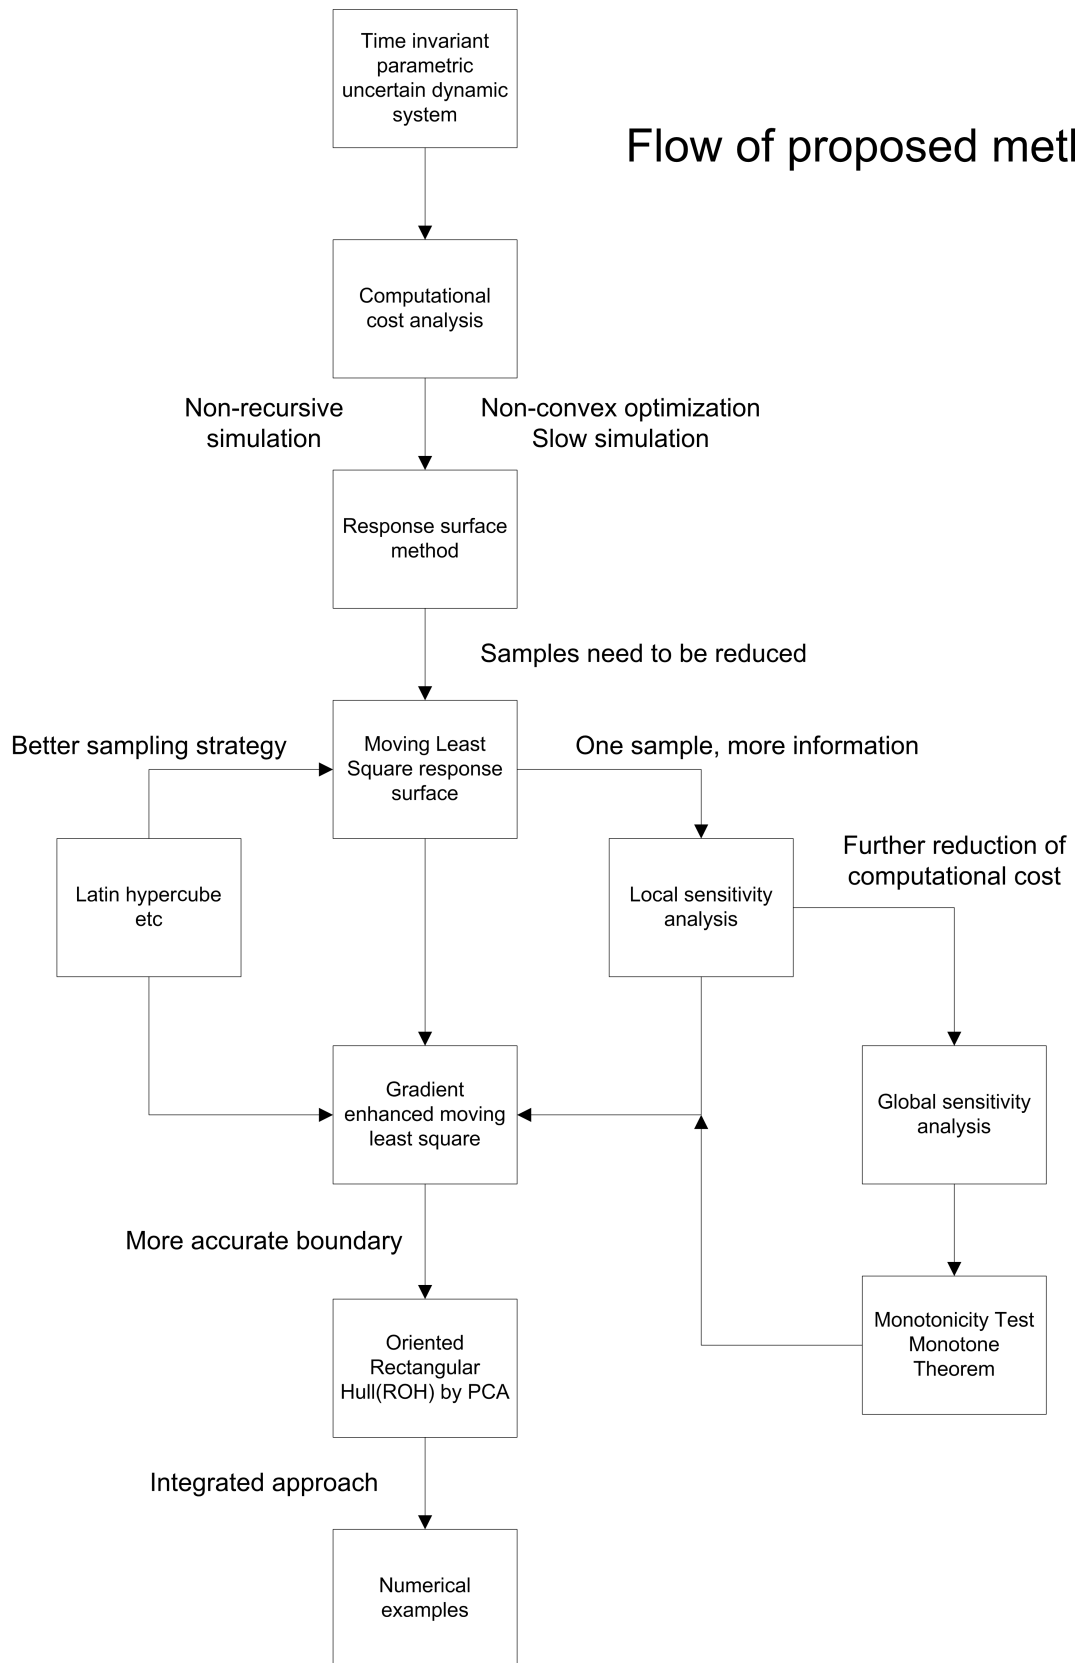 Time invariant
parametric
uncertain dynamic
system
Flow of proposed
Computational
cost analysis
Non-recursive
simulation
Non-convex optimization
Slow simulation
Response surface
method
Samples need to be reduced
Better sampling strategy
Moving Least
Square response
surface
One sample, more information
Latin hypercube
etc
Local sensitivity
analysis
Further reduction of
computational cost
Gradient
enhanced moving
least square
Global sensitivity
analysis
More accurate boundary
Oriented
Rectangular
Hull(ROH) by PCA
Monotonicity Test
Monotone
Theorem
Integrated approach
Numerical
examples